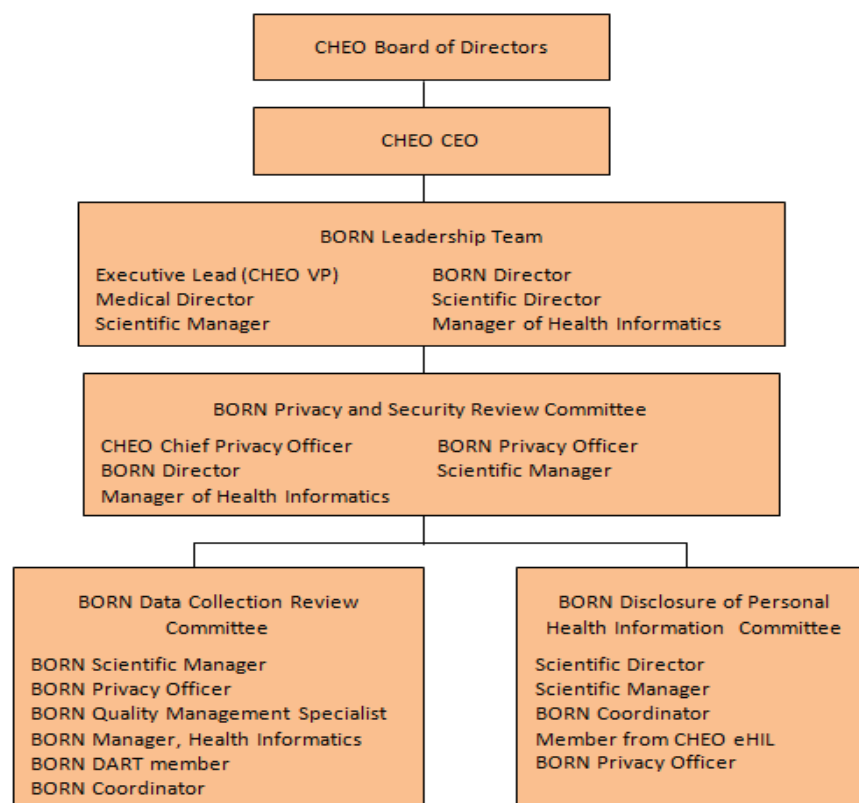 CHEO Board of Directors
CHEO CEO
BORN Leadership Team
Executive Lead (CHEO VP)
BORN Director
Medical Director
Scientific Director
Scientific Manager
Manager of Health Informatics
BORN Privacy and Security Review Committee
CHEO Chief Privacy Officer
BORN Privacy Officer
BORN Director
Scientific Manager
Manager of Health Informatics
BORN Data Collection Review
Committee
BORN Scientific Manager
BORN Privacy Officer
BORN Quality Management Specialist
BORN Manager, Health Informatics
BORN DART member
BORN Coordinator
BORN Disclosure of Personal
Health Information Committee
Scientific Director
Scientific Manager
BORN Coordinator
Member from CHEO eHIL
BORN Privacy Officer